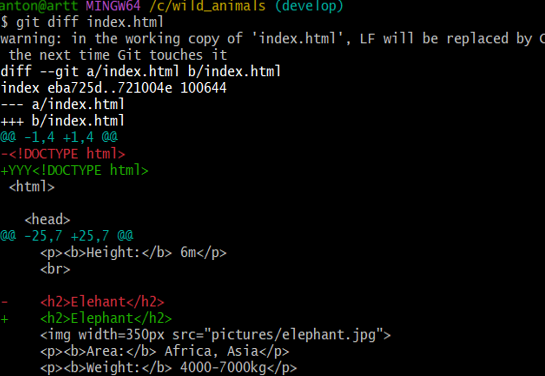 anton@artt MINGW64 /c/wild_animals (develop)
$ git diff index.html
warning: in the working copy of 'index.html', LF will be replaced by
the next time Git touches it
diff --git a/index.html b/index.html
index eba725d..721004e 100644
--- a/index.html
+++ b/index.html
@@ -1,4 +1,4 @@
-<!DOCTYPE html>
+YYY<!DOCTYPE html>
<html>
<head>
@@ -25,7 +25,7 @@
<p><b>Height:</b> 6m</p>
<br>
- <h2>Elehant</h2>
+ <h2>Elephant</h2>
<img width=350px src="pictures/elephant.jpg">
<p><b>Area:</b> Africa, Asia</p>
<p><b>Weight:</b> 4000-7000kg</p>